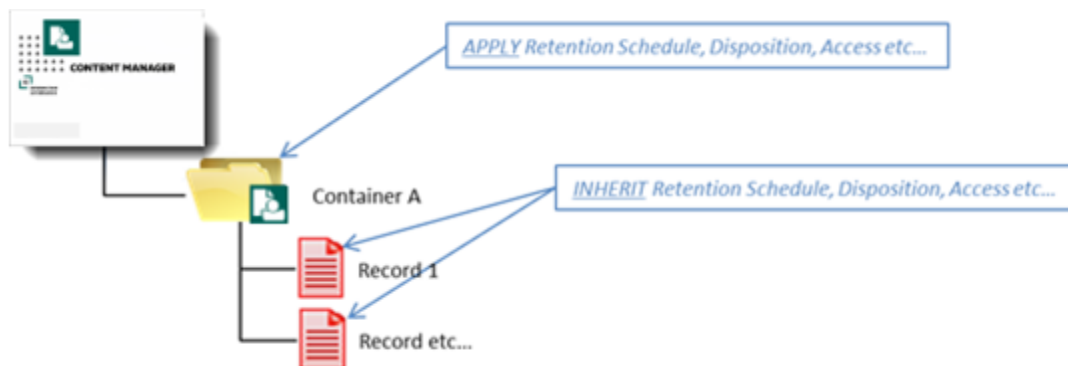 APPLY Retention Schedule, Disposition, Access etc...
CONTENT MANAGER
INHERIT Retention Schedule, Disposition, Access etc...
Container A
Record 1
Record etc...